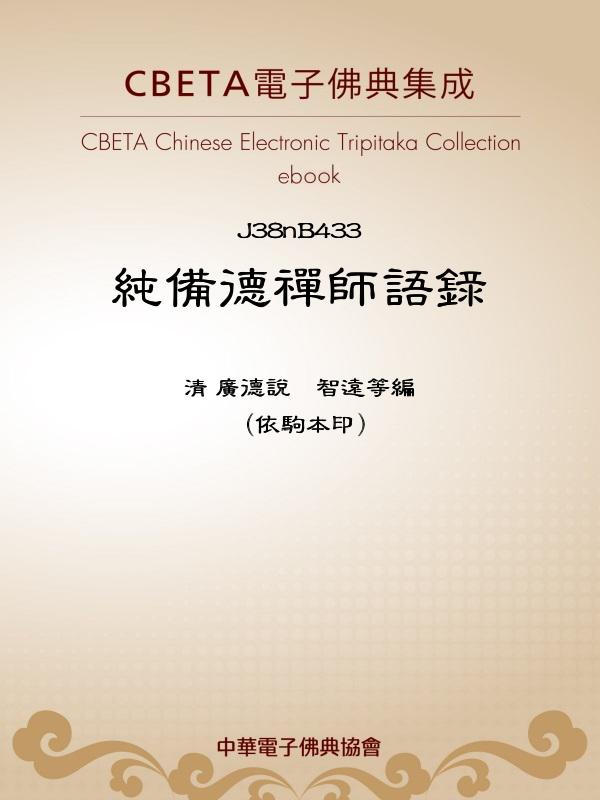 CBETA電子佛典集成
CBETA Chinese Electronic Tripitaka Collection
ebook
J38nB433
純備德禪師語錄
清 廣德說　智遠等編
(依駒本印)
中華電子佛典協會